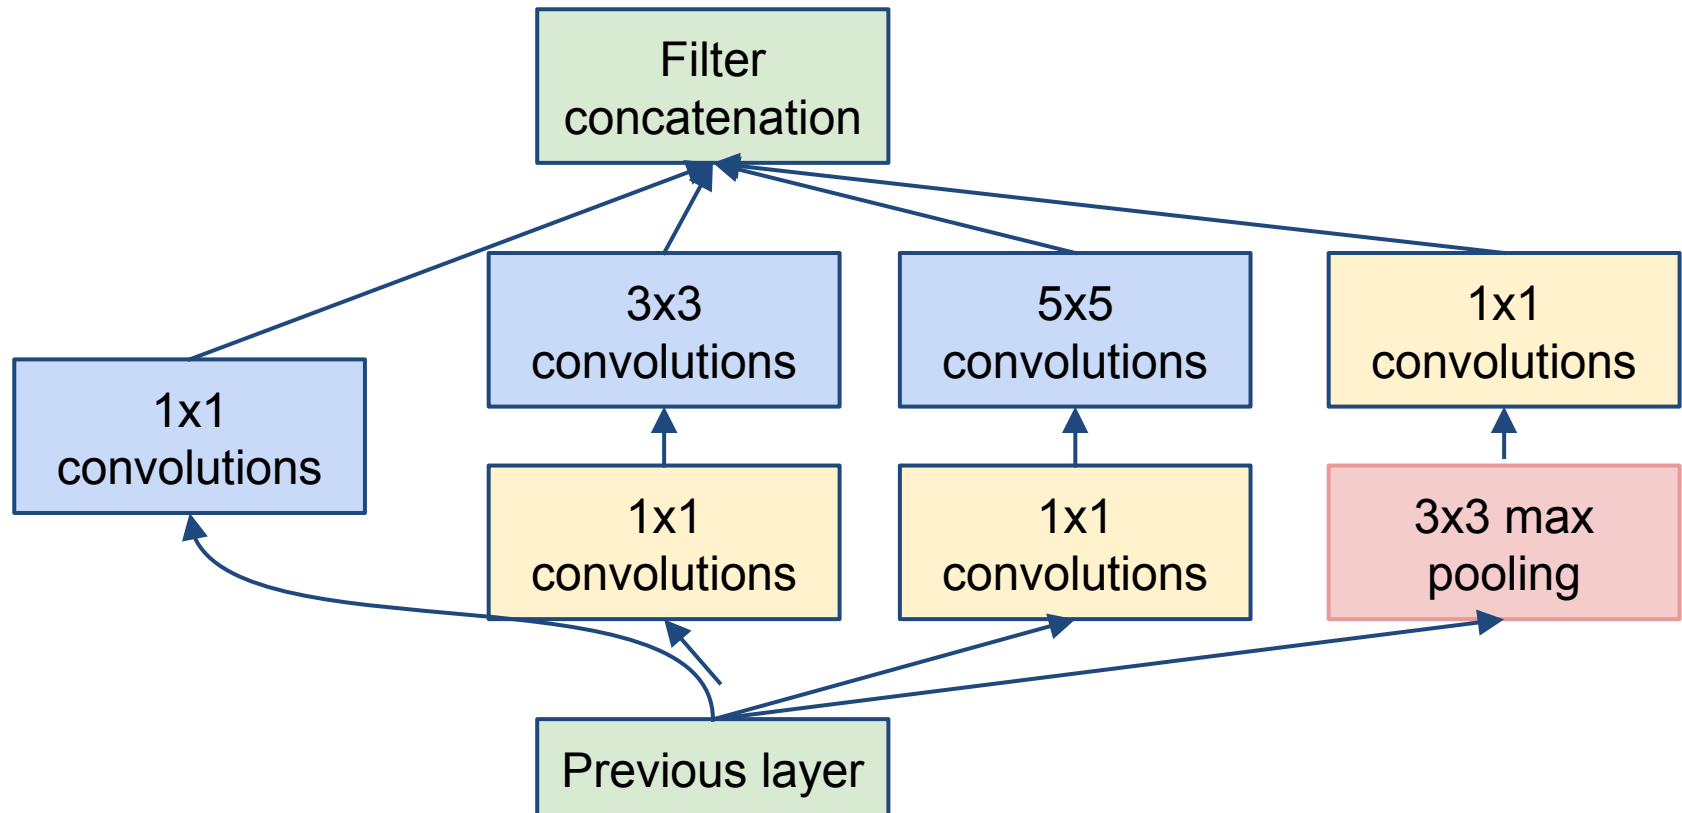 Filter
concatenation
3x3
convolutions
5x5
convolutions
1x1
convolutions
1x1
convolutions
1x1
convolutions
1x1
convolutions
3x3 max
pooling
Previous layer